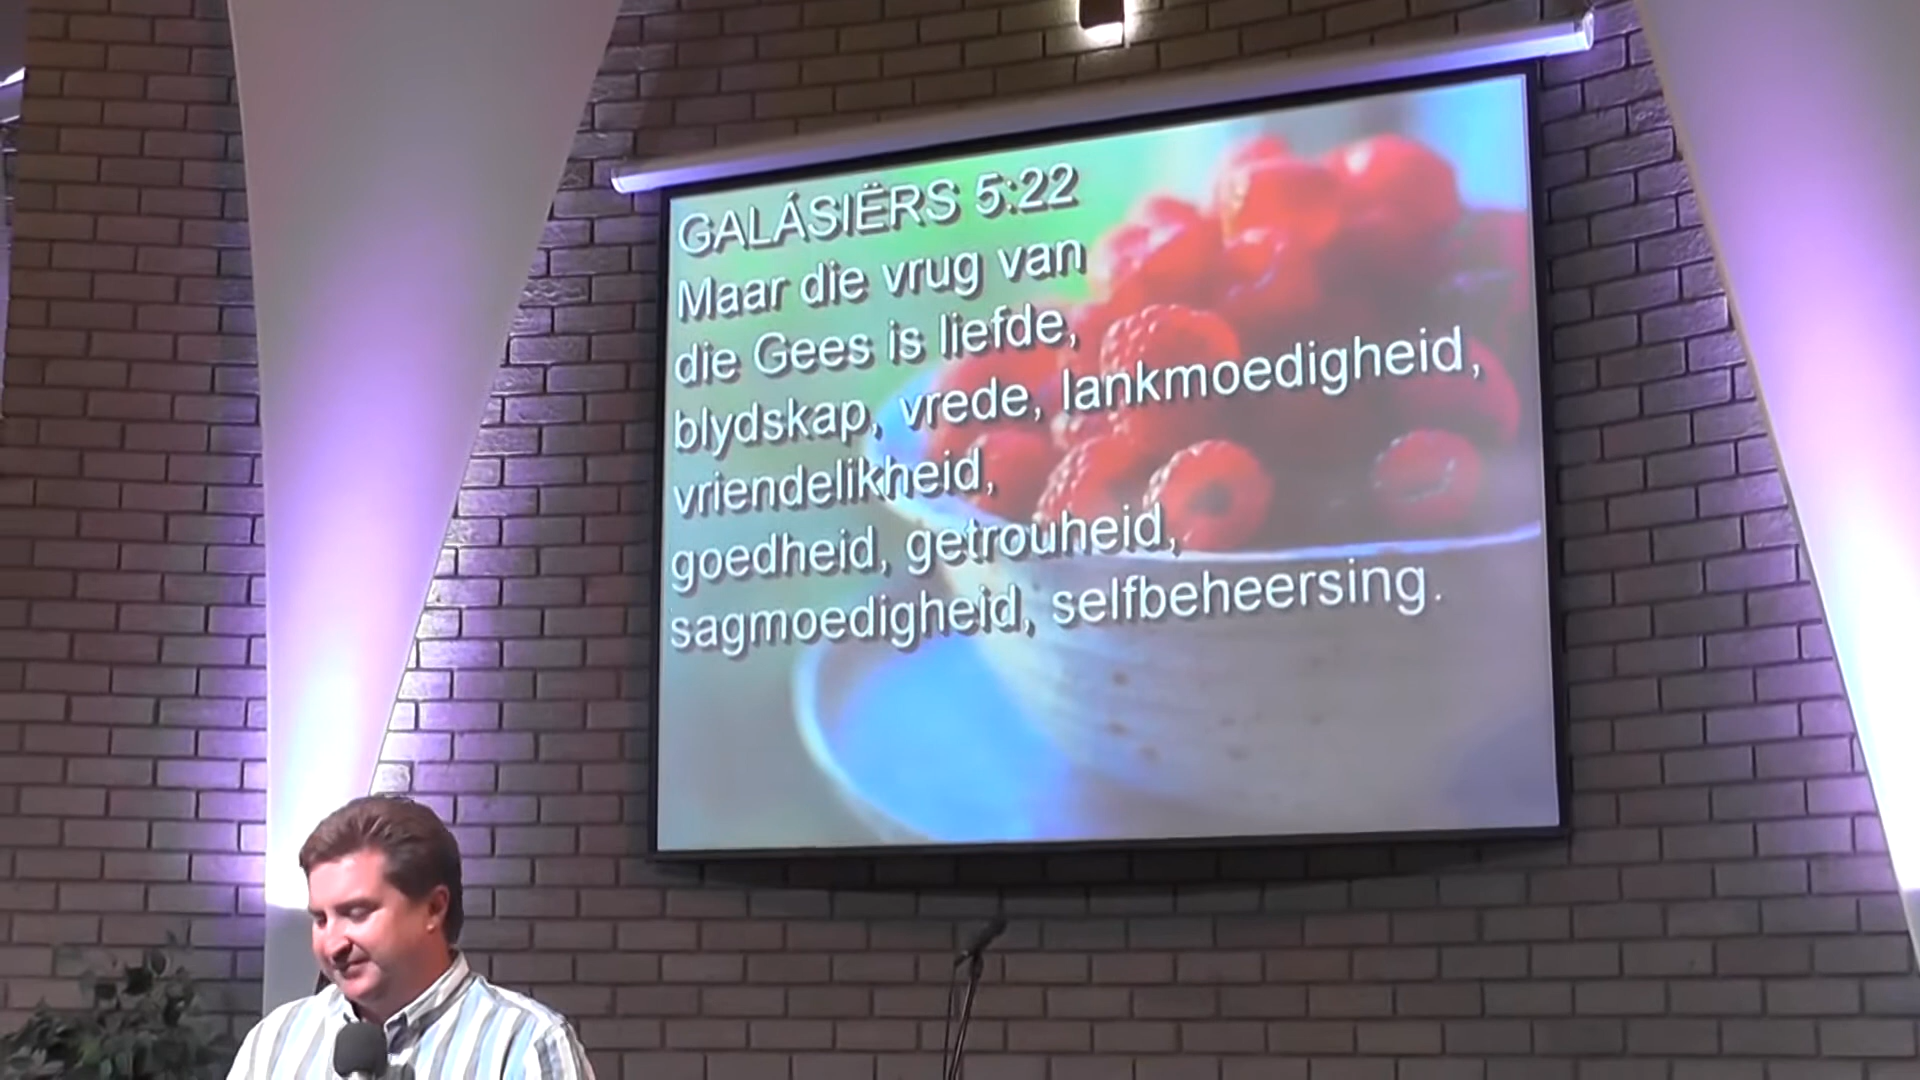 GALÁSIËRS 5:22
Maar die vrug van
die Gees is liefde,
blydskap, vrede, lankmoedigheid,
vriendelikheid,
goedheid, getrouheid,
sagmoedigheid, selfbeheersing.